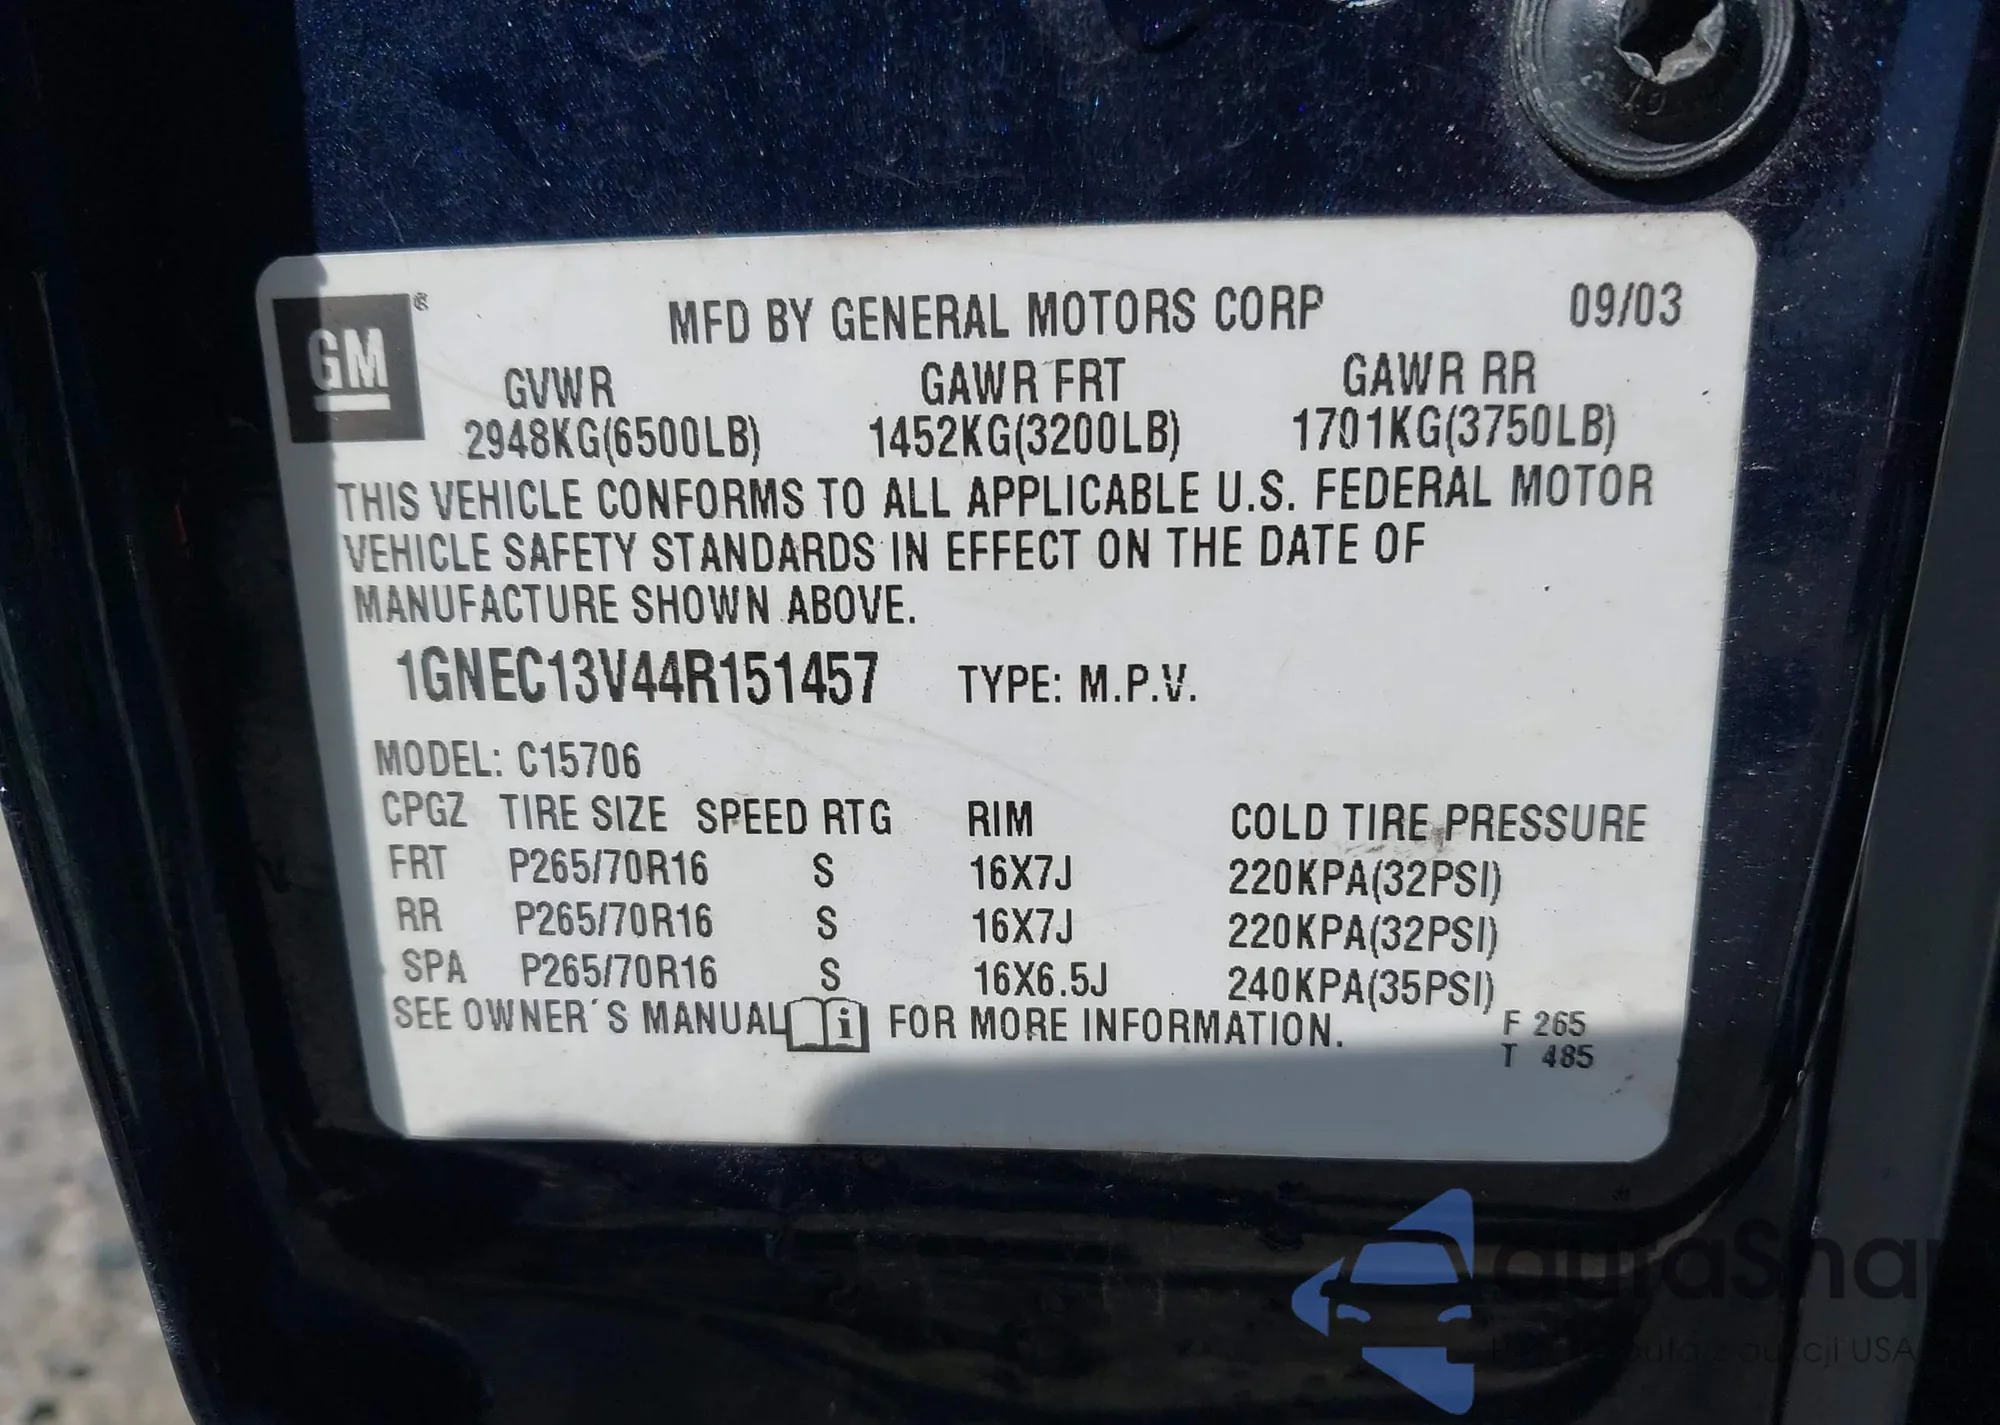 GM ®
MFD BY GENERAL MOTORS CORP 09/03
GVWR GAWR FRT GAWR RR
2948KG(6500LB) 1452KG(3200LB) 1701KG(3750LB)
THIS VEHICLE CONFORMS TO ALL APPLICABLE U.S. FEDERAL MOTOR
VEHICLE SAFETY STANDARDS IN EFFECT ON THE DATE OF
MANUFACTURE SHOWN ABOVE.
1GNEC13V44R151457 TYPE: M.P.V.
MODEL: C15706
CPGZ TIRE SIZE SPEED RTG RIM COLD TIRE PRESSURE
FRT P265/70R16 S 16X7J 220KPA(32PSI)
RR P265/70R16 S 16X7J 220KPA(32PSI)
SPA P265/70R16 S 16X6.5J 240KPA(35PSI)
SEE OWNER'S MANUAL i FOR MORE INFORMATION.
F 265
T 485
USA